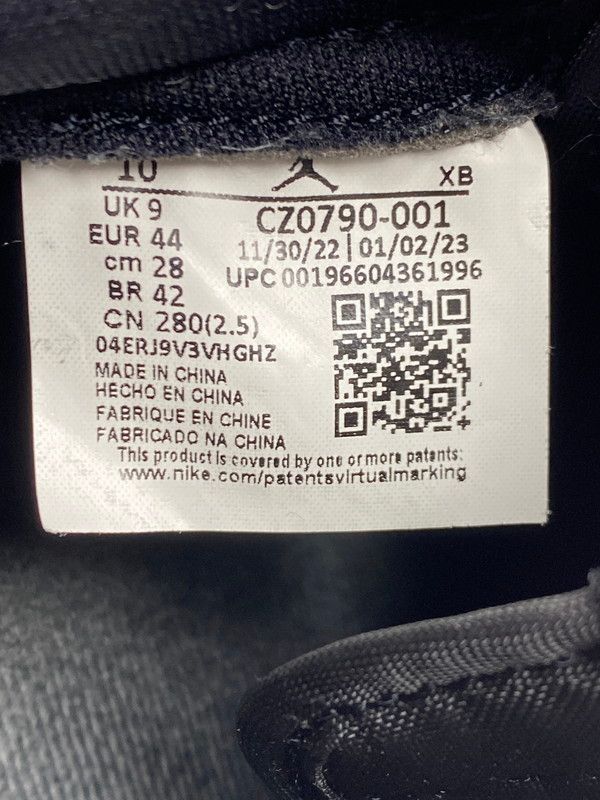 10 XB
UK 9
EUR 44
cm 28
BR 42
CN 280(2.5)
04ERJ9V3VHGHZ
CZ0790-001
11/30/22 | 01/02/23
UPC 00196604361996
MADE IN CHINA
HECHO EN CHINA
FABRIQUE EN CHINE
FABRICADO NA CHINA
This product is covered by one or more patents:
www.nike.com/patentsvirtualmarking